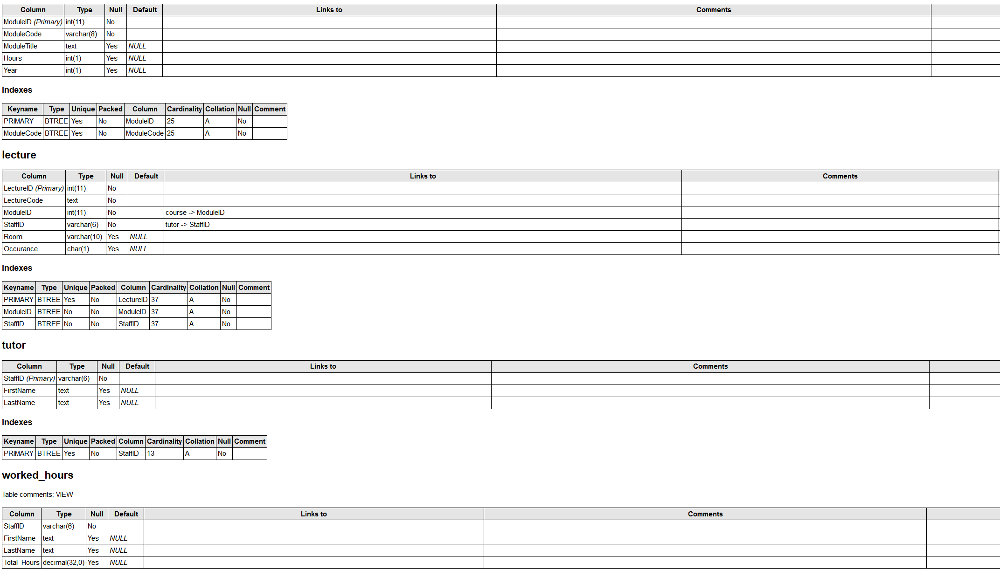 Column Type Null Default Links to Comments
ModuleID (Primary) int(11) No
ModuleCode varchar(8) No
ModuleTitle text Yes NULL
Hours int(1) Yes NULL
Year int(1) Yes NULL
Indexes
Keyname Type Unique Packed Column Cardinality Collation Null Comment
PRIMARY BTREE Yes No ModuleID 25 A No
ModuleCode BTREE Yes No ModuleCode 25 A No
lecture
Column Type Null Default Links to Comments
LectureID (Primary) int(11) No
LectureCode text No
ModuleID int(11) No course -> ModuleID
StaffID varchar(6) No tutor -> StaffID
Room varchar(10) Yes NULL
Occurance char(1) Yes NULL
Indexes
Keyname Type Unique Packed Column Cardinality Collation Null Comment
PRIMARY BTREE Yes No LectureID 37 A No
ModuleID BTREE No No ModuleID 37 A No
StaffID BTREE No No StaffID 37 A No
tutor
Column Type Null Default Links to Comments
StaffID (Primary) varchar(6) No
FirstName text Yes NULL
LastName text Yes NULL
Indexes
Keyname Type Unique Packed Column Cardinality Collation Null Comment
PRIMARY BTREE Yes No StaffID 13 A No
worked_hours
Table comments: VIEW
Column Type Null Default Links to Comments
StaffID varchar(6) No
FirstName text Yes NULL
LastName text Yes NULL
Total_Hours decimal(32,0) Yes NULL